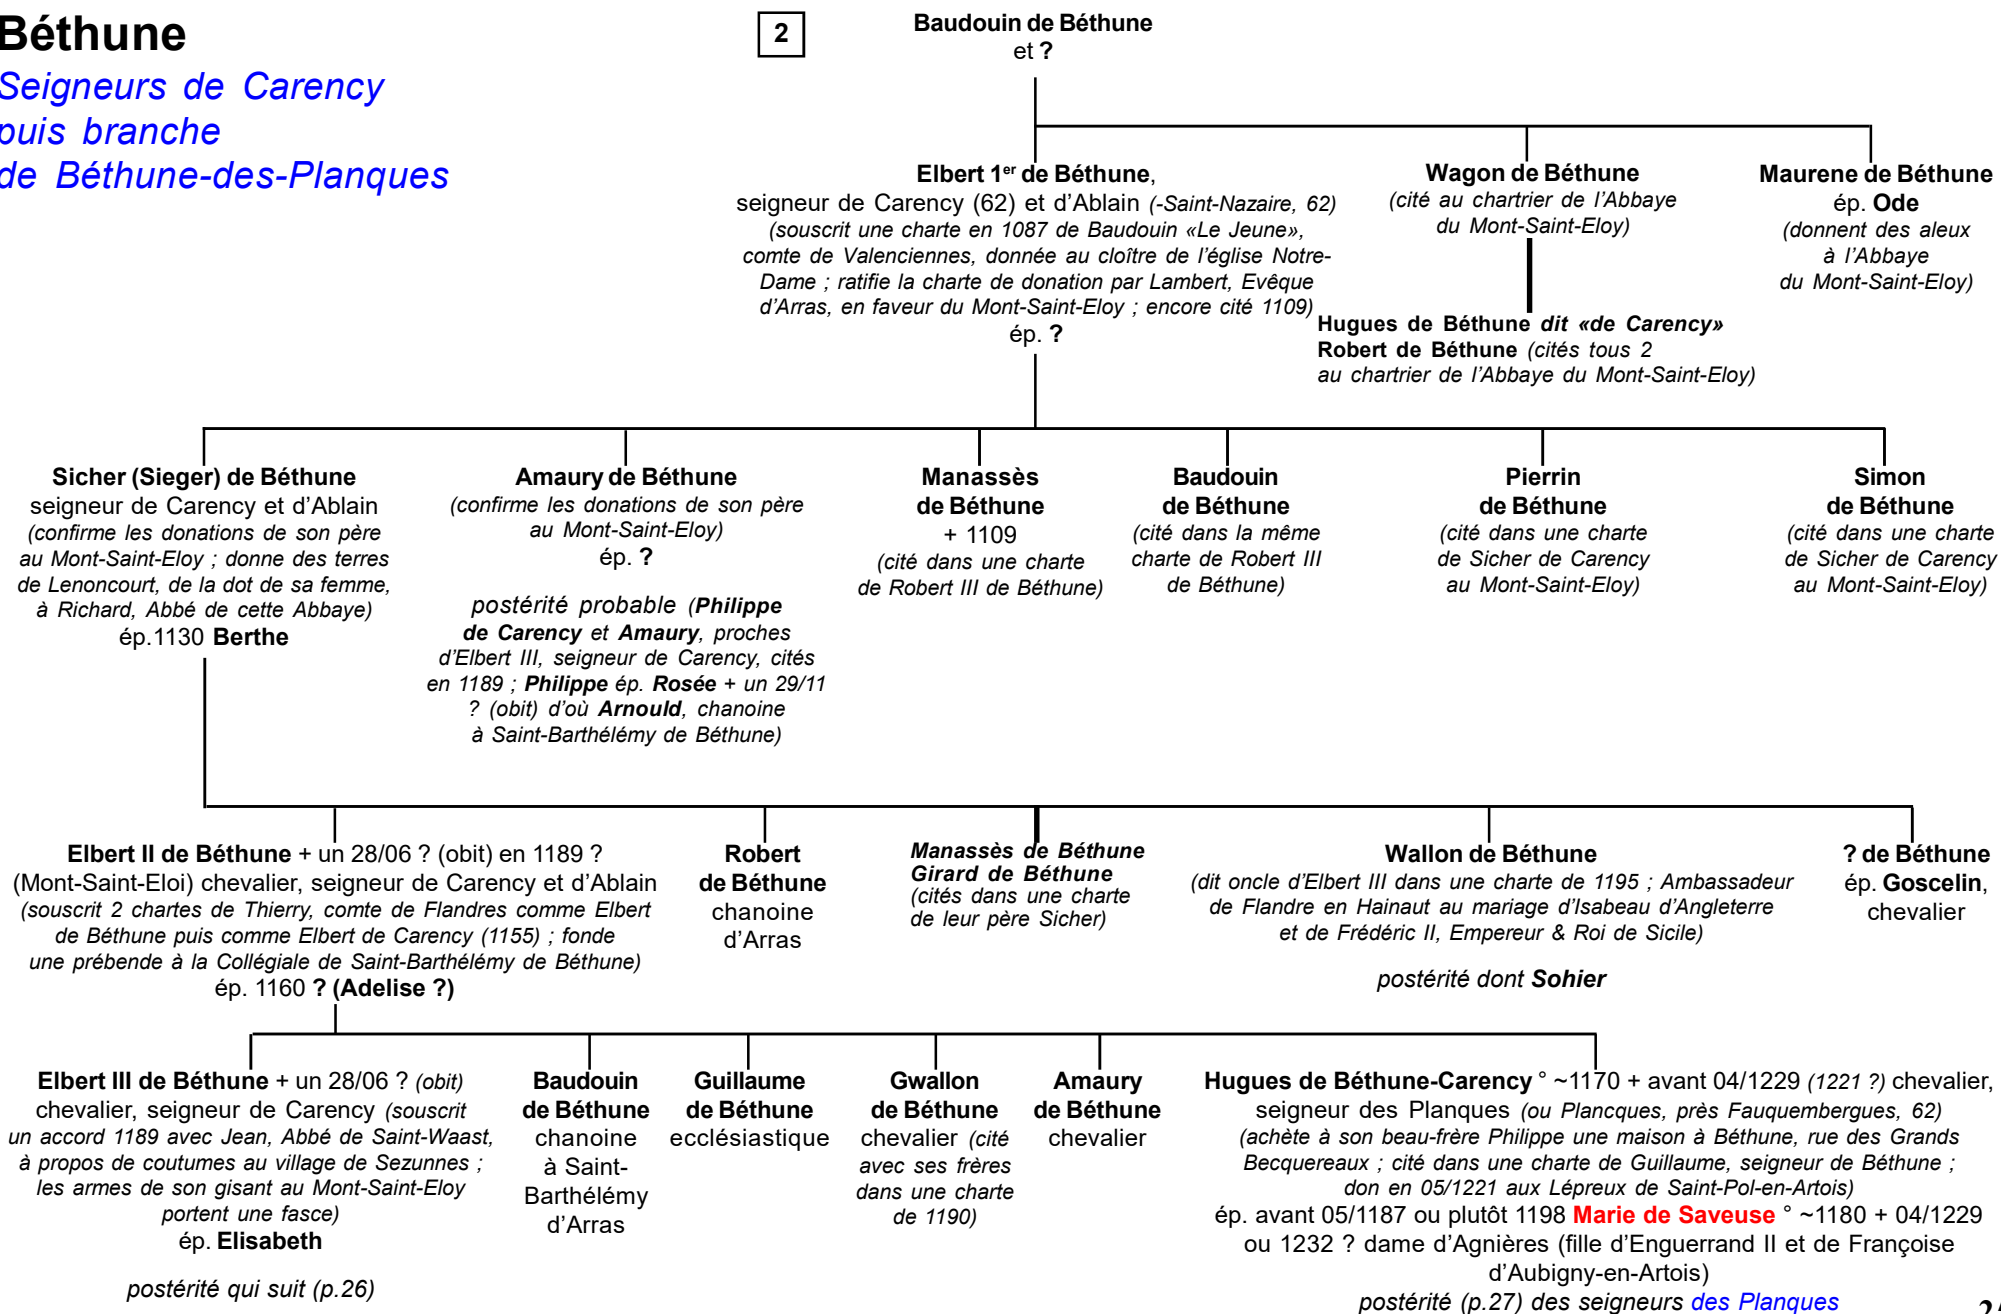 Béthune
Seigneurs de Carency
puis branche
de Béthune-des-Planques
2
Baudouin de Béthune
et ?
Elbert 1er de Béthune,
seigneur de Carency (62) et d’Ablain (-Saint-Nazaire, 62)
(souscrit une charte en 1087 de Baudouin «Le Jeune»,
comte de Valenciennes, donnée au cloître de l’église Notre-
Dame ; ratifie la charte de donation par Lambert, Evêque
d’Arras, en faveur du Mont-Saint-Eloy ; encore cité 1109)
ép. ?
Wagon de Béthune
(cité au chartrier de l’Abbaye
du Mont-Saint-Eloy)
Hugues de Béthune dit «de Carency»
Robert de Béthune (cités tous 2
au chartrier de l’Abbaye du Mont-Saint-Eloy)
Maurene de Béthune
ép. Ode
(donnent des aleux
à l’Abbaye
du Mont-Saint-Eloy)
Sicher (Sieger) de Béthune
seigneur de Carency et d’Ablain
(confirme les donations de son père
au Mont-Saint-Eloy ; donne des terres
de Lenoncourt, de la dot de sa femme,
à Richard, Abbé de cette Abbaye)
ép.1130 Berthe
Amaury de Béthune
(confirme les donations de son père
au Mont-Saint-Eloy)
ép. ?
postérité probable (Philippe
de Carency et Amaury, proches
d’Elbert III, seigneur de Carency, cités
en 1189 ; Philippe ép. Rosée + un 29/11
? (obit) d’où Arnould, chanoine
à Saint-Barthélémy de Béthune)
Manassès
de Béthune
+ 1109
(cité dans une charte
de Robert III de Béthune)
Baudouin
de Béthune
(cité dans la même
charte de Robert III
de Béthune)
Pierrin
de Béthune
(cité dans une charte
de Sicher de Carency
au Mont-Saint-Eloy)
Simon
de Béthune
(cité dans une charte
de Sicher de Carency
au Mont-Saint-Eloy)
Elbert II de Béthune + un 28/06 ? (obit) en 1189 ?
(Mont-Saint-Eloi) chevalier, seigneur de Carency et d’Ablain
(souscrit 2 chartes de Thierry, comte de Flandres comme Elbert
de Béthune puis comme Elbert de Carency (1155) ; fonde
une prébende à la Collégiale de Saint-Barthélémy de Béthune)
ép. 1160 ? (Adelise ?)
Robert
de Béthune
chanoine
d’Arras
Manassès de Béthune
Girard de Béthune
(cités dans une charte
de leur père Sicher)
Wallon de Béthune
(dit oncle d’Elbert III dans une charte de 1195 ; Ambassadeur
de Flandre en Hainaut au mariage d’Isabeau d’Angleterre
et de Frédéric II, Empereur & Roi de Sicile)
postérité dont Sohier
? de Béthune
ép. Goscelin,
chevalier
Elbert III de Béthune + un 28/06 ? (obit)
chevalier, seigneur de Carency (souscrit
un accord 1189 avec Jean, Abbé de Saint-Waast,
à propos de coutumes au village de Sezunnes ;
les armes de son gisant au Mont-Saint-Eloy
portent une fasce)
ép. Elisabeth
postérité qui suit (p.26)
Baudouin
de Béthune
chanoine
à Saint-
Barthélémy
d’Arras
Guillaume
de Béthune
ecclésiastique
Gwallon
de Béthune
chevalier (cité
avec ses frères
dans une charte
de 1190)
Amaury
de Béthune
chevalier
Hugues de Béthune-Carency ° ~1170 + avant 04/1229 (1221 ?) chevalier,
seigneur des Planques (ou Plancques, près Fauquembergues, 62)
(achète à son beau-frère Philippe une maison à Béthune, rue des Grands
Becquereaux ; cité dans une charte de Guillaume, seigneur de Béthune ;
don en 05/1221 aux Lépreux de Saint-Pol-en-Artois)
ép. avant 05/1187 ou plutôt 1198 Marie de Saveuse ° ~1180 + 04/1229
ou 1232 ? dame d’Agnières (fille d’Enguerrand II et de Françoise
d’Aubigny-en-Artois)
postérité (p.27) des seigneurs des Planques